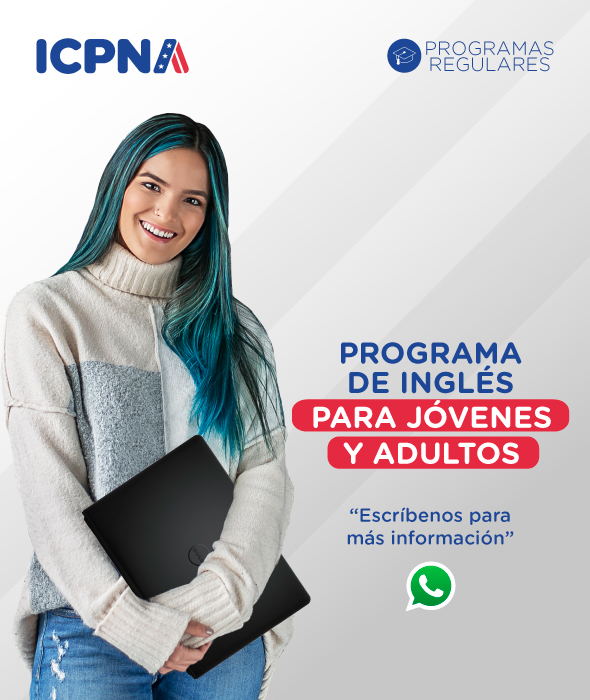 ICPNA
PROGRAMAS
REGULARES
PROGRAMA
DE INGLÉS
PARA JÓVENES
Y ADULTOS
“Escríbenos para
más información”